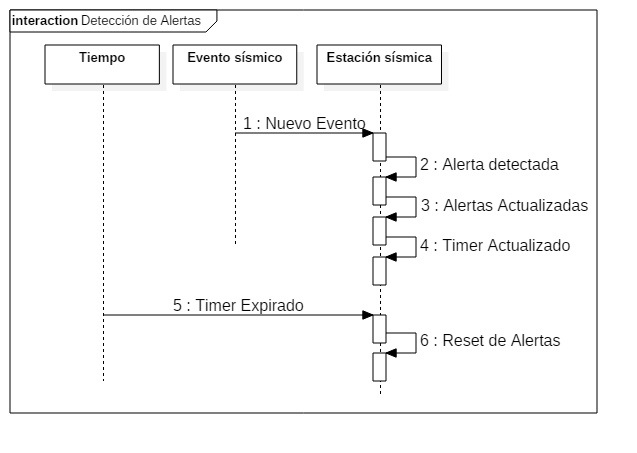 interaction Detección de Alertas
Tiempo
Evento sísmico
Estación sísmica
1 : Nuevo Evento
2 : Alerta detectada
3 : Alertas Actualizadas
4 : Timer Actualizado
5 : Timer Expirado
6 : Reset de Alertas